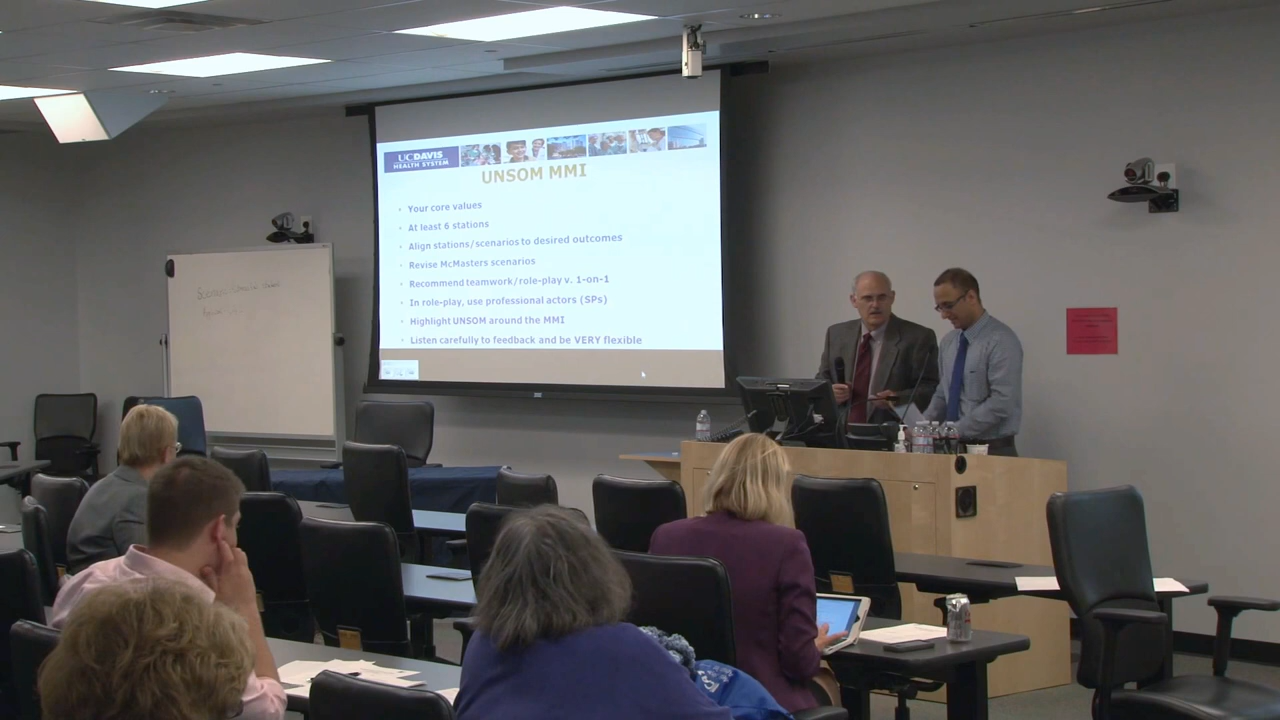 UCDAVIS
HEALTH SYSTEM
UNSOM MMI
Your core values
At least 6 stations
Align stations/scenarios to desired outcomes
Revise McMasters scenarios
Recommend teamwork/role-play v. 1-on-1
In role-play, use professional actors (SPs)
Highlight UNSOM around the MMI
Listen carefully to feedback and be VERY flexible